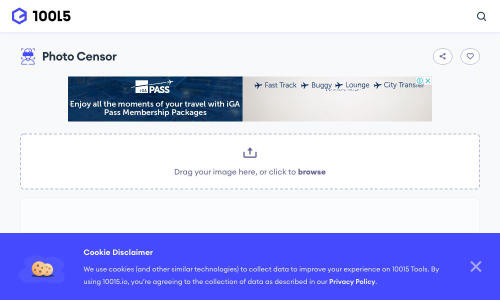 10015
Photo Censor
iGA PASS
Enjoy all the moments of your travel with iGA
Pass Membership Packages
Fast Track Buggy Lounge City
Drag your image here, or click to browse
Cookie Disclaimer
We use cookies (and other similar technologies) to collect data to improve your experience on 10015 Tools. By
using 10015.io, you're agreeing to the collection of data as described in our Privacy Policy.